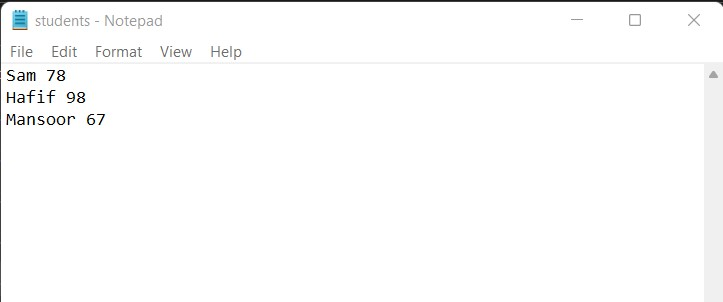 students - Notepad
File Edit Format View Help
Sam 78
Hafif 98
Mansoor 67